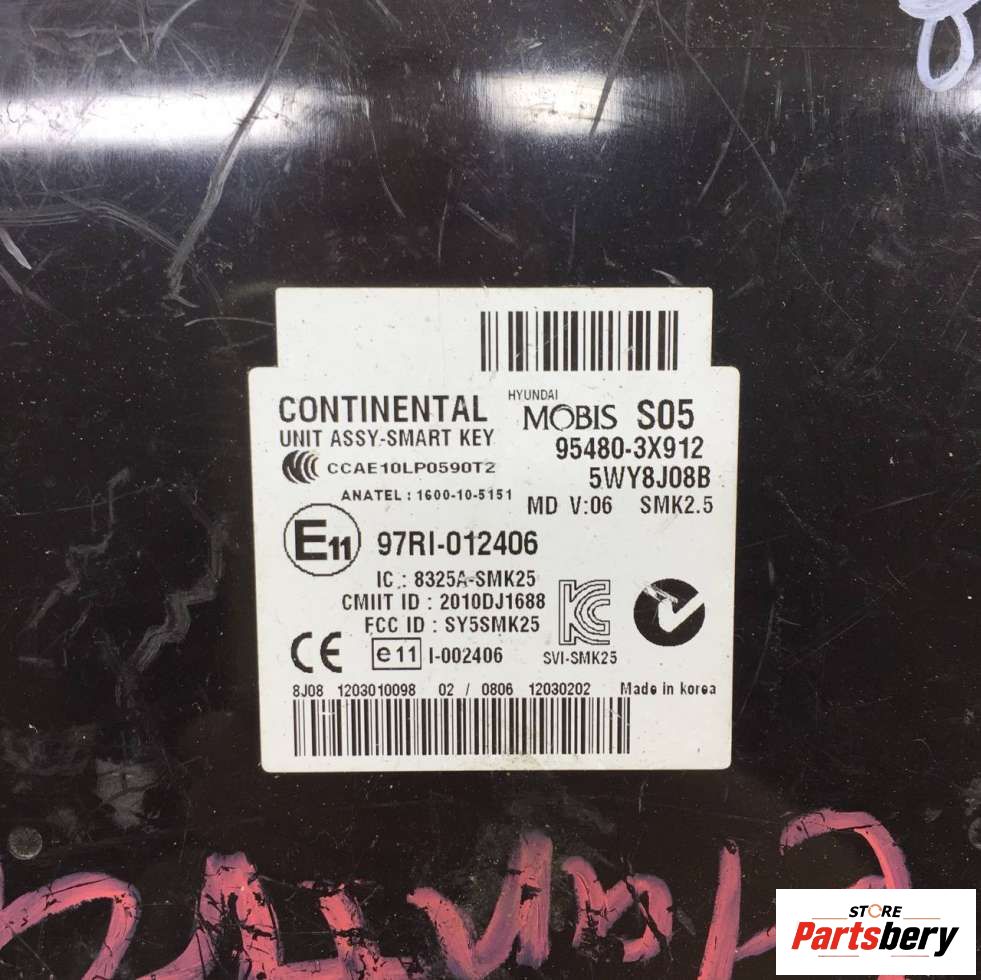 HYUNDAI
CONTINENTAL MOBIS S05
UNIT ASSY-SMART KEY 95480-3X912
CCAE10LP0590T2 5WY8J08B
ANATEL : 1600-10-5151 MD V:06 SMK2.5
E11 97RI-012406
IC : 8325A-SMK25
CMIIT ID : 2010DJ1688
FCC ID : SY5SMK25
CE e11 I-002406 SVI-SMK25
8J08 1203010098 02 / 0806 12030202 Made in korea
STORE
Partsbery